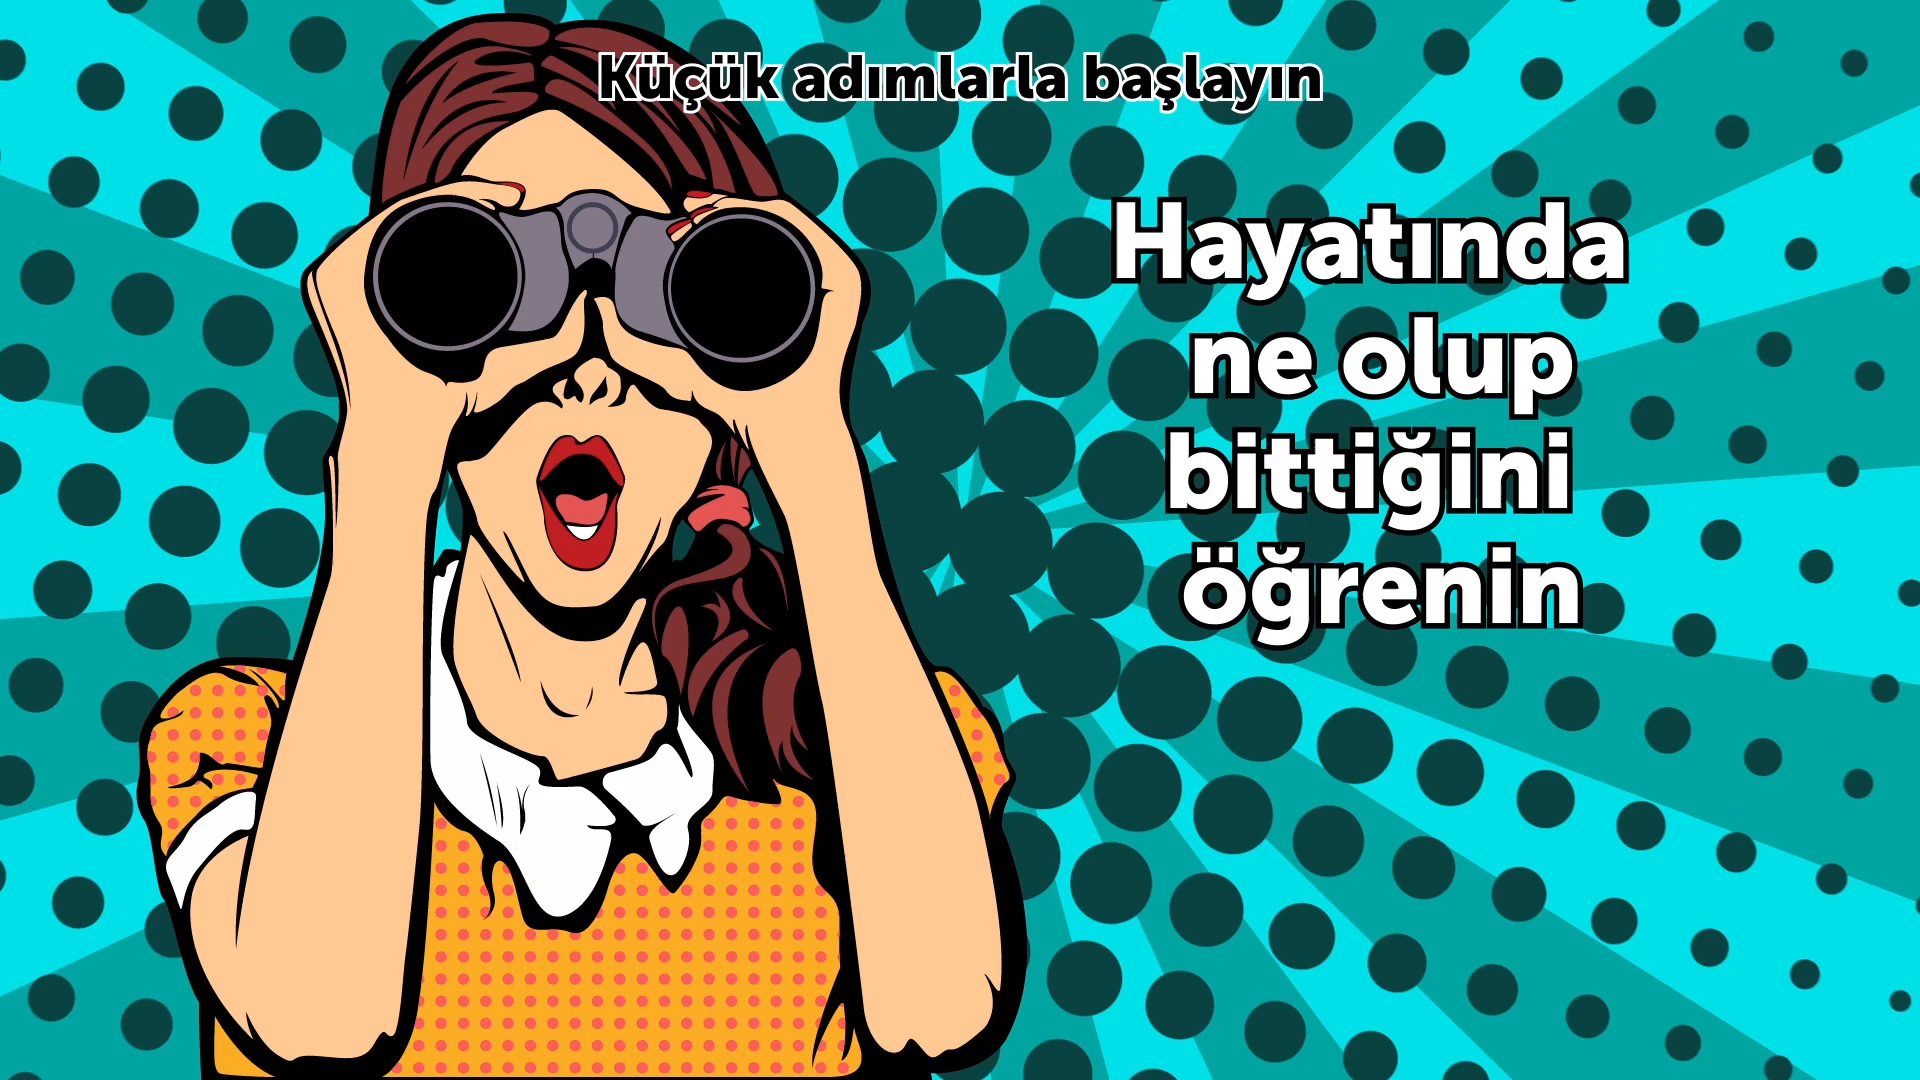 Küçük adımlarla başlayın
Hayatında
ne olup
bittiğini
öğrenin